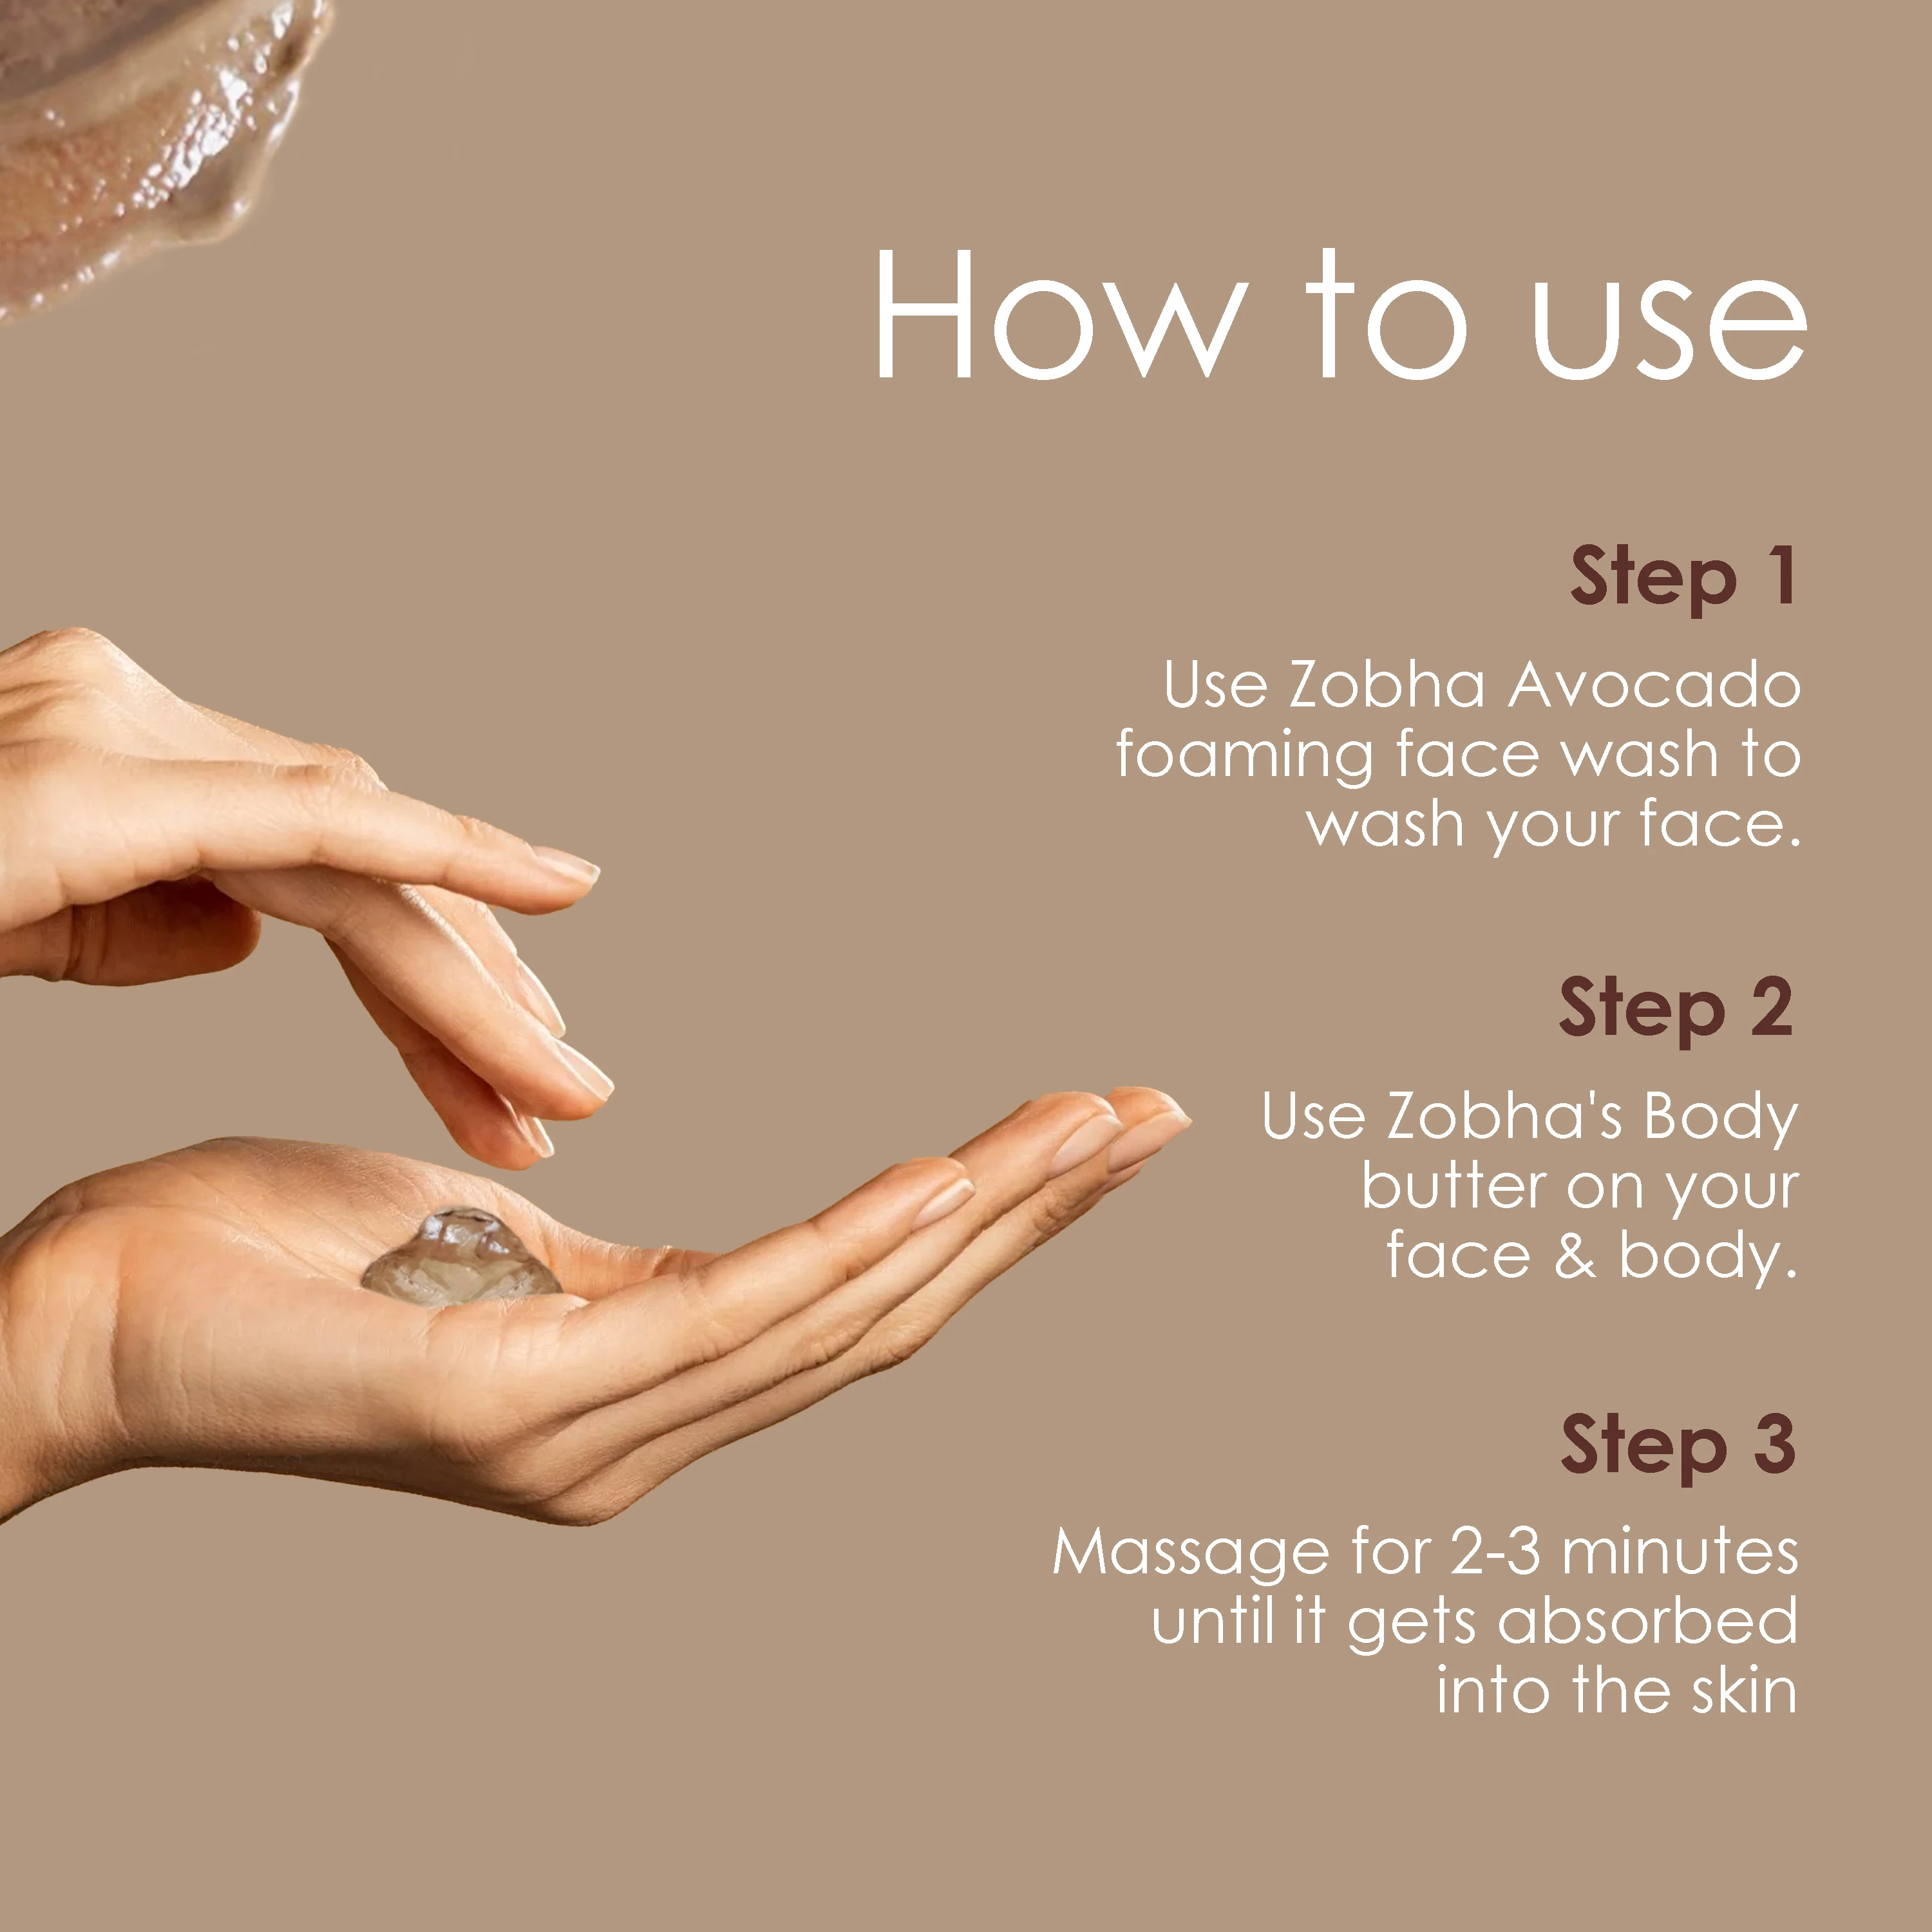 How to use
Step 1
Use Zobha Avocado
foaming face wash to
wash your face.
Step 2
Use Zobha's Body
butter on your
face & body.
Step 3
Massage for 2-3 minutes
until it gets absorbed
into the skin